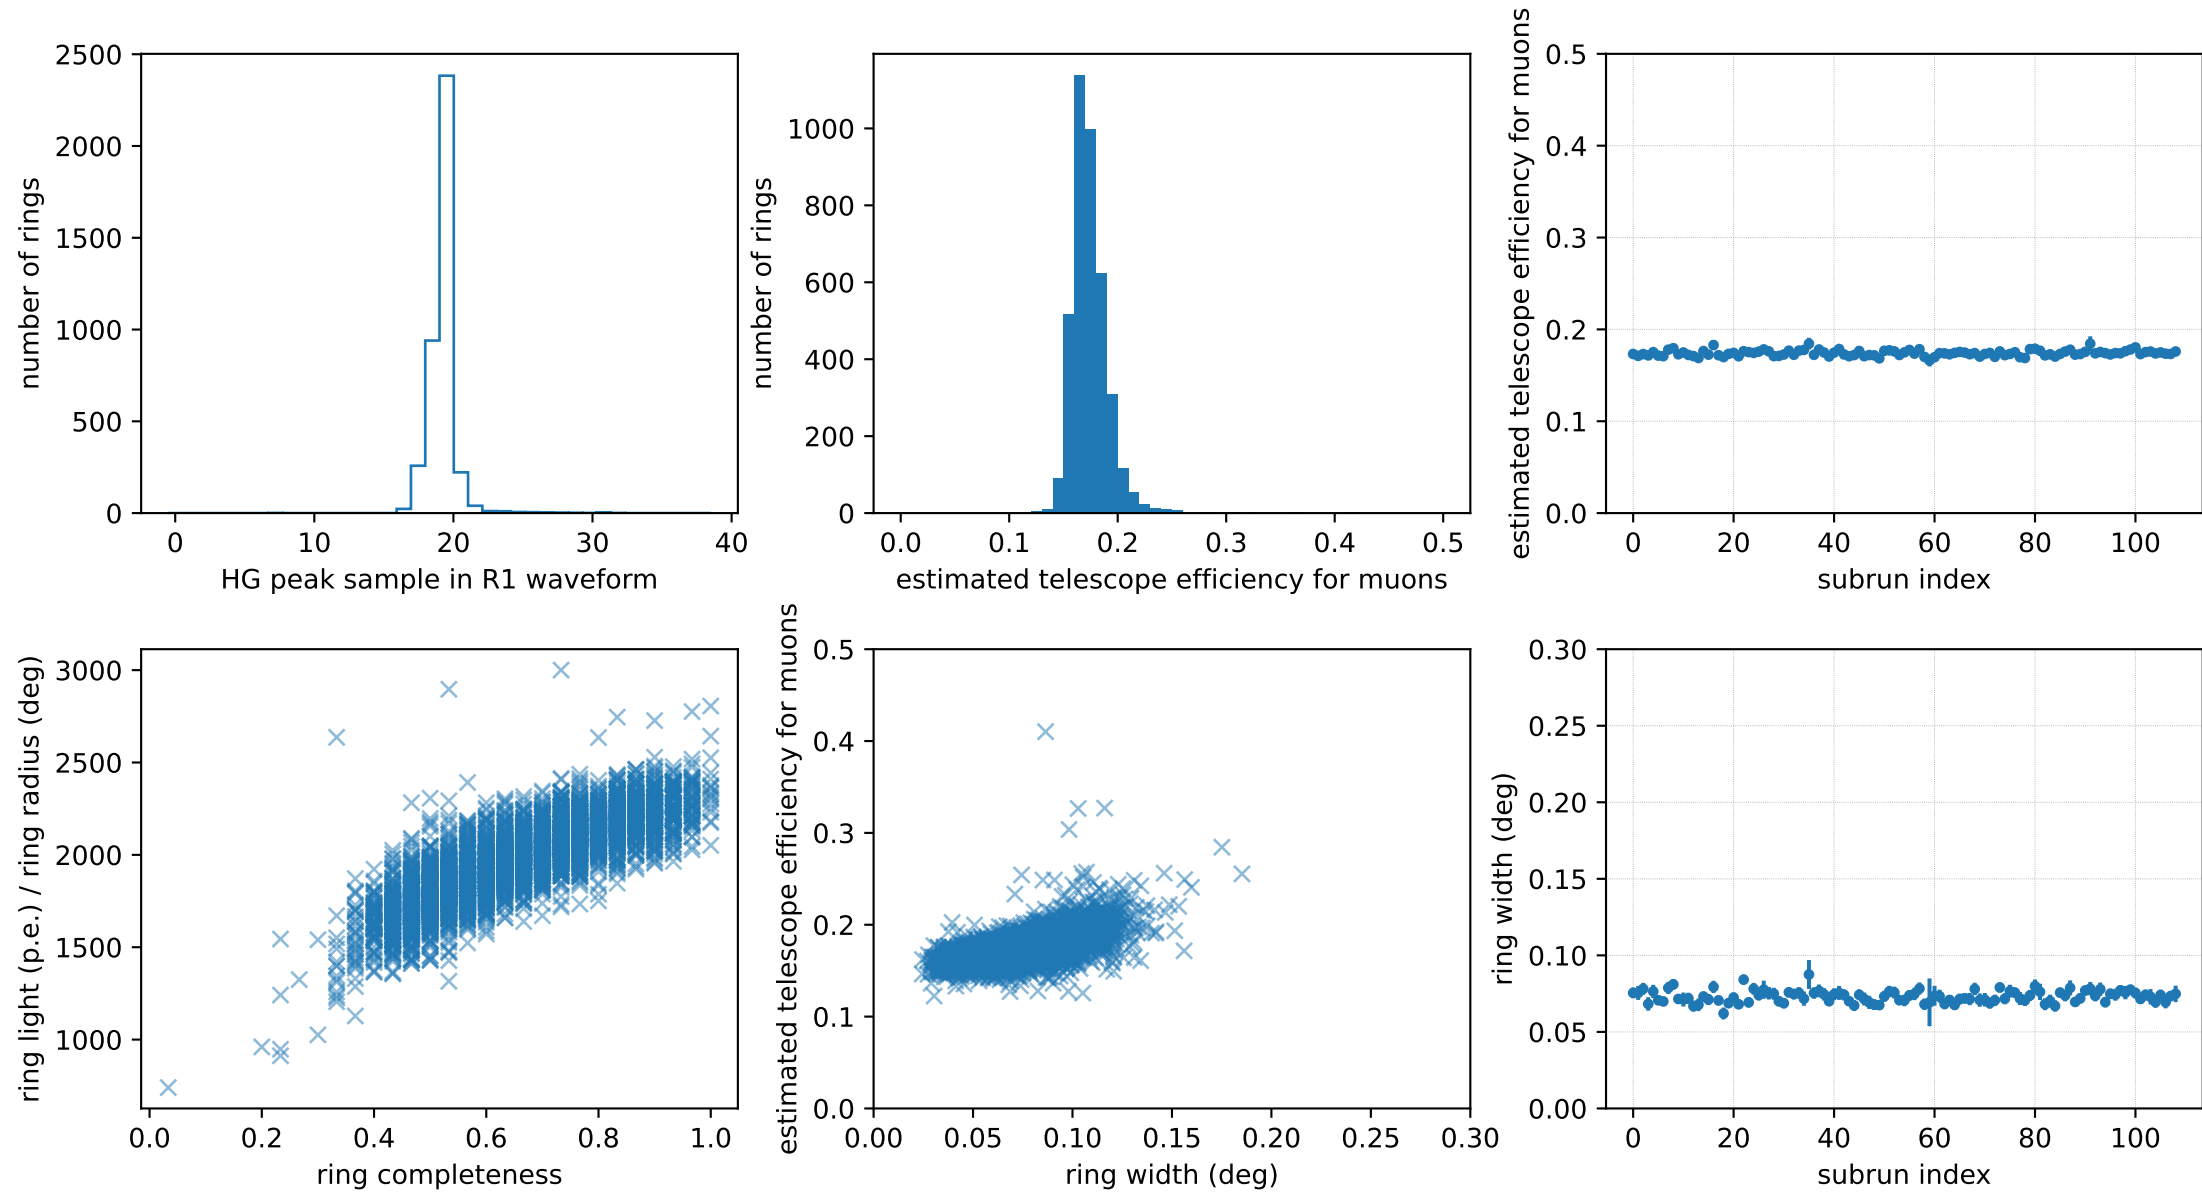 2500
2000
1500
1000
500
0
number of rings
0 10 20 30 40
HG peak sample in R1 waveform
1000
800
600
400
200
0
number of rings
0.0 0.1 0.2 0.3 0.4 0.5
estimated telescope efficiency for muons
0.5
0.4
0.3
0.2
0.1
0.0
estimated telescope efficiency for muons
0 20 40 60 80 100
subrun index
3000
2500
2000
1500
1000
ring light (p.e.) / ring radius (deg)
0.0 0.2 0.4 0.6 0.8 1.0
ring completeness
0.5
0.4
0.3
0.2
0.1
0.0
estimated telescope efficiency for muons
0.00 0.05 0.10 0.15 0.20 0.25 0.30
ring width (deg)
0.30
0.25
0.20
0.15
0.10
0.05
0.00
ring width (deg)
0 20 40 60 80 100
subrun index